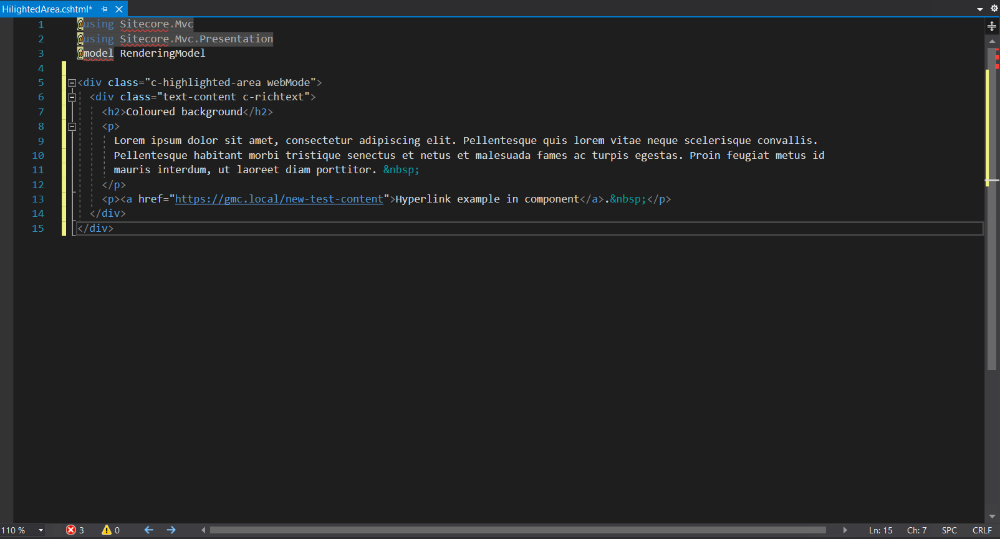 HilightedArea.cshtml*
1 @using Sitecore.Mvc
2 @using Sitecore.Mvc.Presentation
3 @model RenderingModel
4
5 <div class="c-highlighted-area webMode">
6 <div class="text-content c-richtext">
7 <h2>Coloured background</h2>
8 <p>
9 Lorem ipsum dolor sit amet, consectetur adipiscing elit. Pellentesque quis lorem vitae neque scelerisque convallis.
10 Pellentesque habitant morbi tristique senectus et netus et malesuada fames ac turpis egestas. Proin feugiat metus id
11 mauris interdum, ut laoreet diam porttitor. &nbsp;
12 </p>
13 <p><a href="https://gmc.local/new-test-content">Hyperlink example in component</a>.&nbsp;</p>
14 </div>
15 </div>
110 % 3 0 Ln: 15 Ch: 7 SPC CRLF